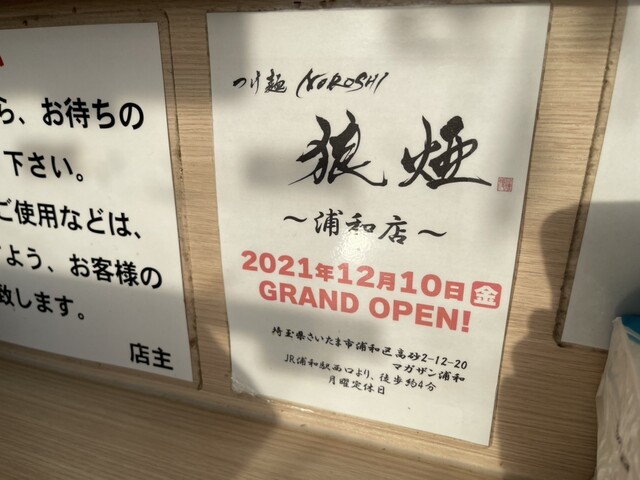 ら、お待ちの
下さい。
ご使用などは、
よう、お客様の
致します。
店主
つけ麺 NOROSHI
狼煙
～浦和店～
2021年12月10日 金
GRAND OPEN!
埼玉県さいたま市浦和区高砂2-12-20
マガザン浦和
JR浦和駅西口より、徒歩約4分
月曜定休日